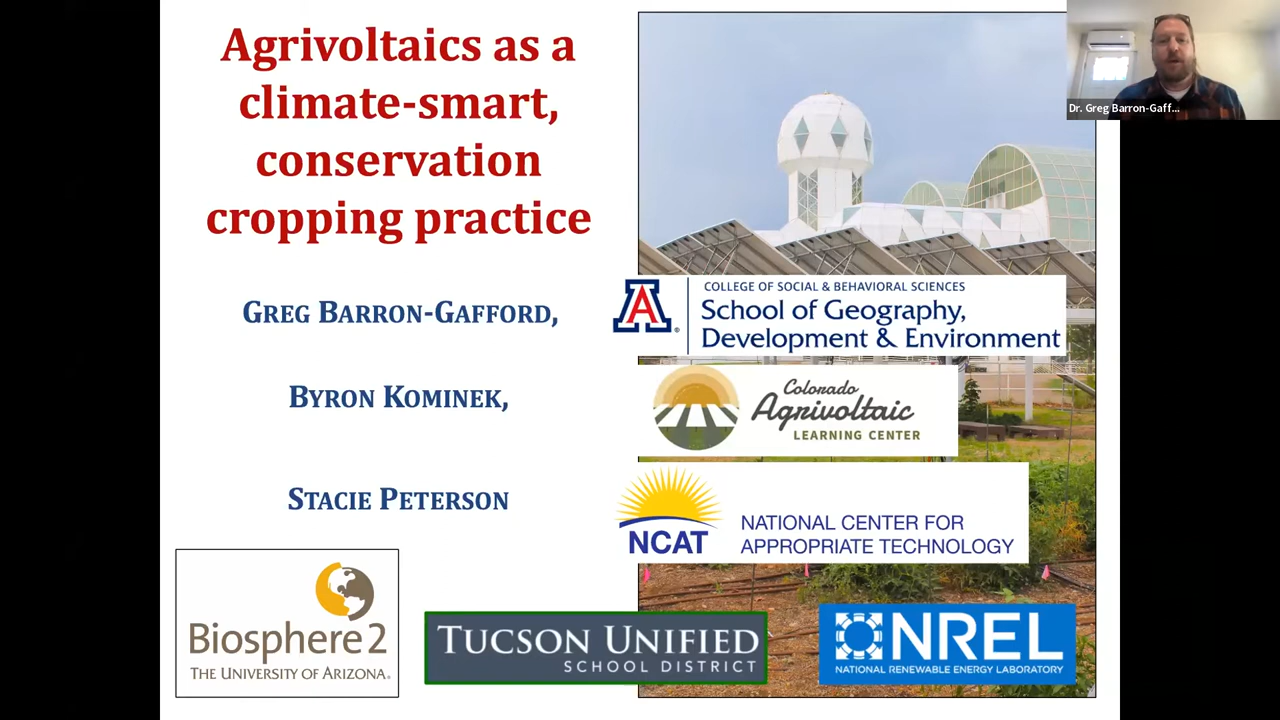 Agrivoltaics as a
climate-smart,
conservation
cropping practice
Dr. Greg Barron-Gaff...
GREG BARRON-GAFFORD,
COLLEGE OF SOCIAL & BEHAVIORAL SCIENCES
School of Geography,
Development & Environment
BYRON KOMINEK,
Colorado
Agrivoltaic
LEARNING CENTER
STACIE PETERSON
NCAT
NATIONAL CENTER FOR
APPROPRIATE TECHNOLOGY
Biosphere 2
THE UNIVERSITY OF ARIZONA®
TUCSON UNIFIED
SCHOOL DISTRICT
NREL
NATIONAL RENEWABLE ENERGY LABORATORY